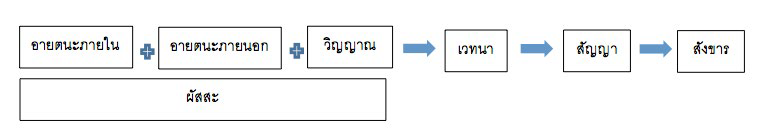 อายตนะภายใน
อายตนะภายนอก
วิญญาณ
เวทนา
สัญญา
สังขาร
ผัสสะ